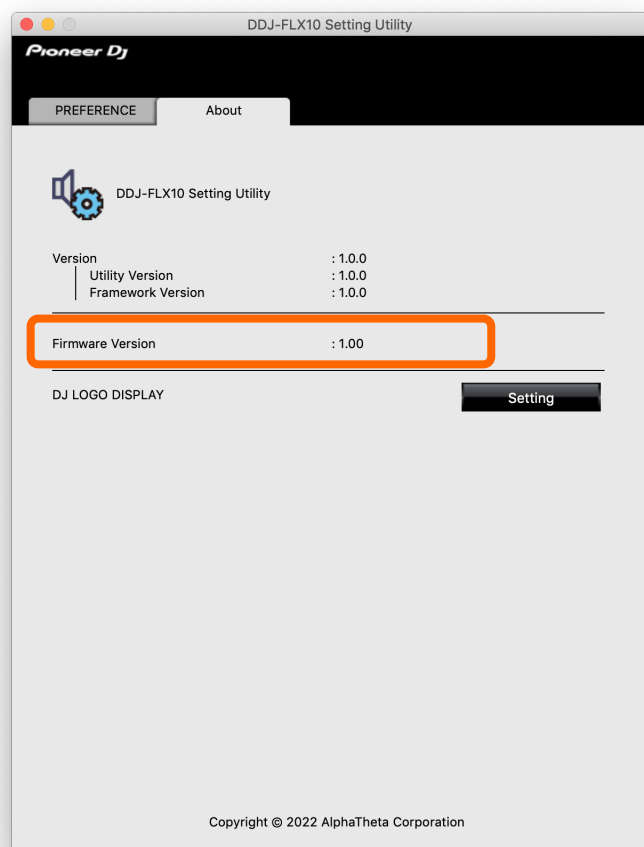 DDJ-FLX10 Setting Utility
Pioneer Dj
PREFERENCE About
DDJ-FLX10 Setting Utility
Version : 1.0.0
Utility Version : 1.0.0
Framework Version : 1.0.0
Firmware Version : 1.00
DJ LOGO DISPLAY Setting
Copyright © 2022 AlphaTheta Corporation